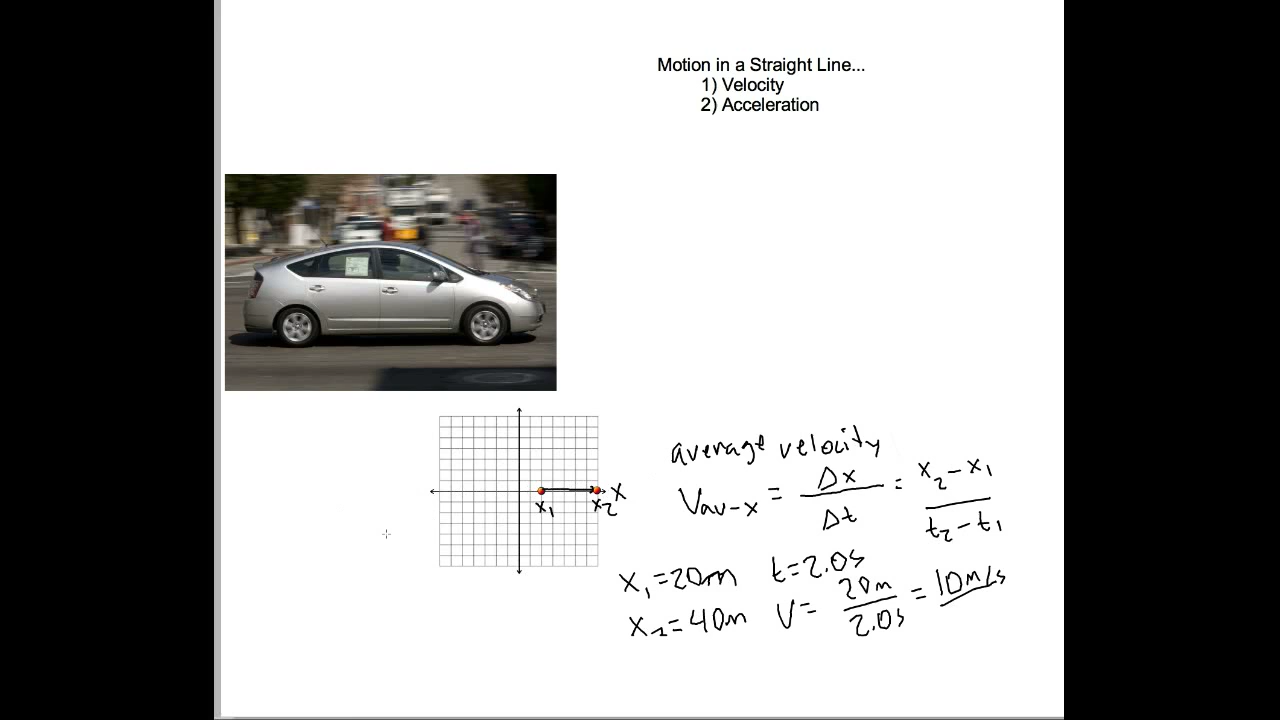 Motion in a Straight Line...
1) Velocity
2) Acceleration
X
x₁
x₂
average velocity
Vav-x = Δx/Δt = x₂-x₁/t₂-t₁
x₁=20m
t=2.0s
x₂=40m
V= 20m/2.0s = 10m/s